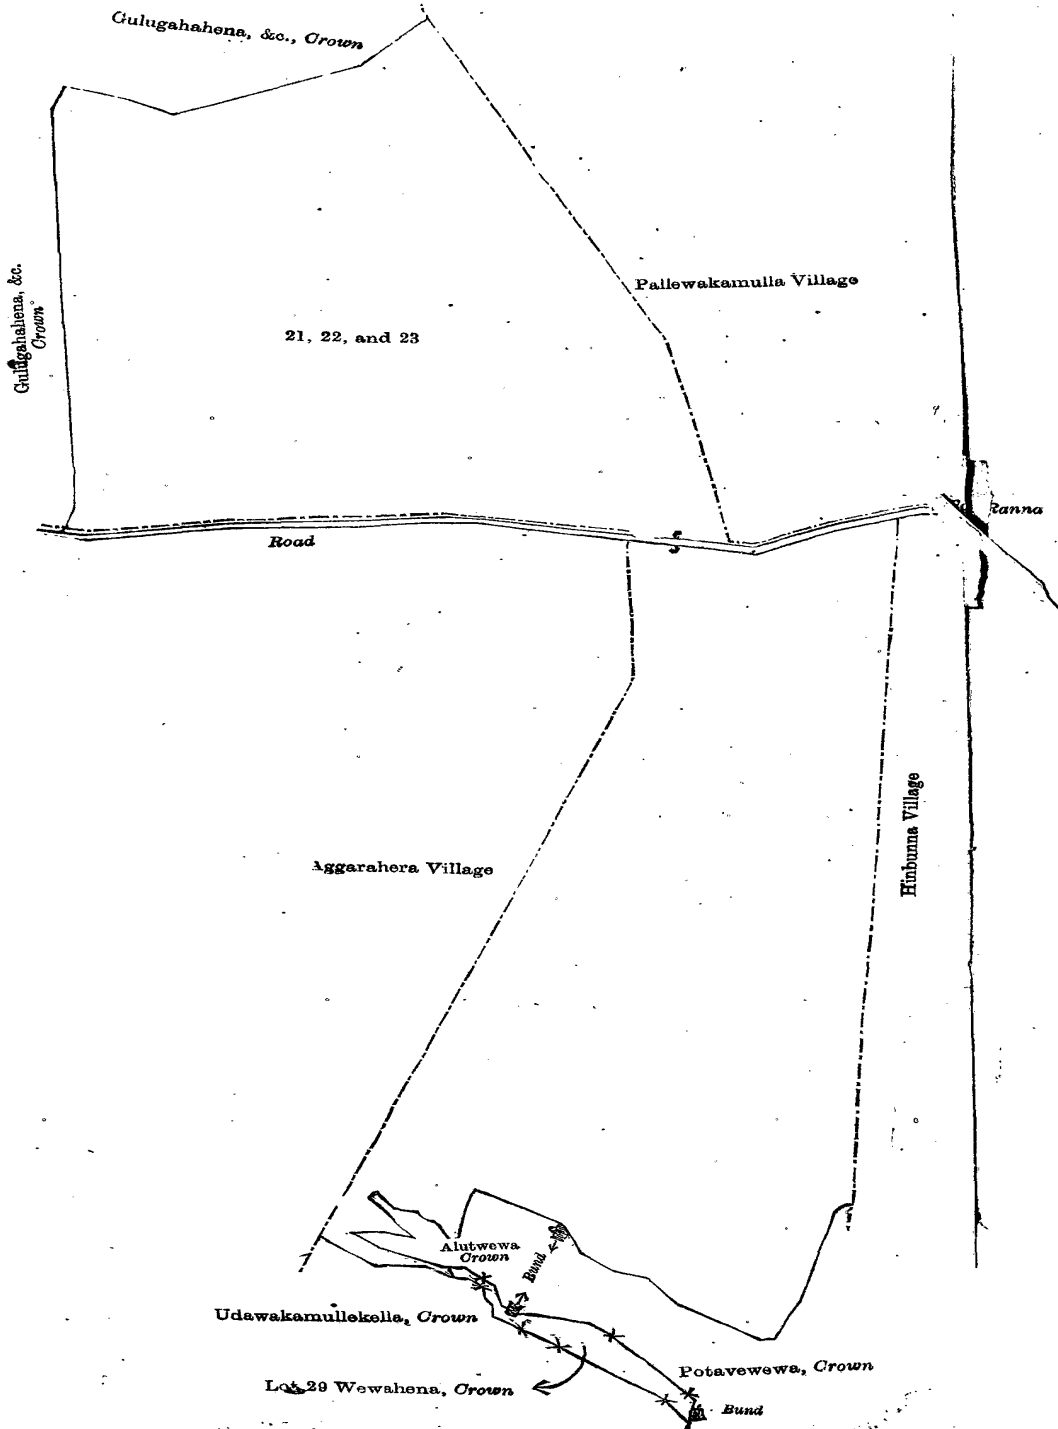 Gulugahahena, &c., Crown
Gulugahahena, &c.
Crown
Pallewakamulla Village
21, 22, and 23
Ranna
Road
Hinbunna Village
Aggarahera Village
Alutwewa
Crown
Bund
Udawakamullekella, Crown
Potavewewa, Crown
Lot 29 Wewahena, Crown
Bund